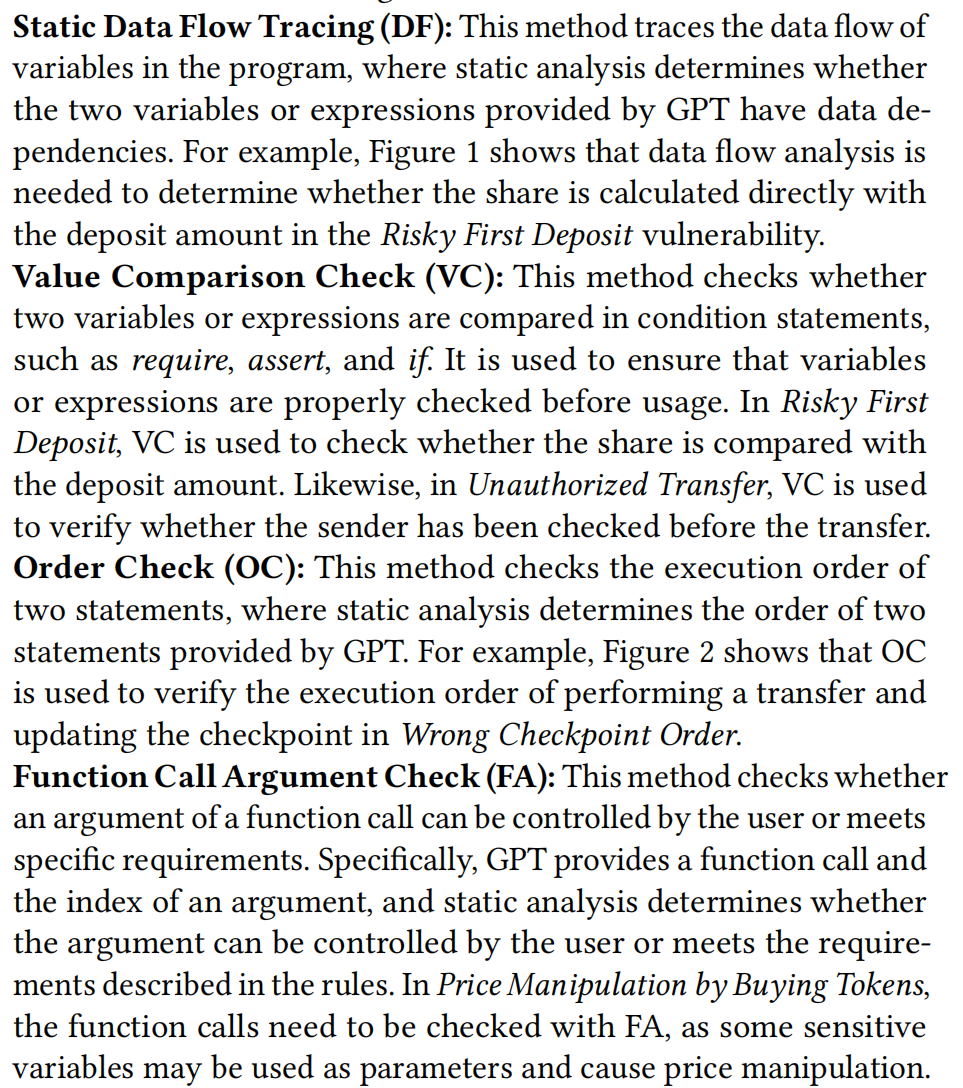 Static Data Flow Tracing (DF): This method traces the data flow of
variables in the program, where static analysis determines whether
the two variables or expressions provided by GPT have data de-
pendencies. For example, Figure 1 shows that data flow analysis is
needed to determine whether the share is calculated directly with
the deposit amount in the Risky First Deposit vulnerability.
Value Comparison Check (VC): This method checks whether
two variables or expressions are compared in condition statements,
such as require, assert, and if. It is used to ensure that variables
or expressions are properly checked before usage. In Risky First
Deposit, VC is used to check whether the share is compared with
the deposit amount. Likewise, in Unauthorized Transfer, VC is used
to verify whether the sender has been checked before the transfer.
Order Check (OC): This method checks the execution order of
two statements, where static analysis determines the order of two
statements provided by GPT. For example, Figure 2 shows that OC
is used to verify the execution order of performing a transfer and
updating the checkpoint in Wrong Checkpoint Order.
Function Call Argument Check (FA): This method checks whether
an argument of a function call can be controlled by the user or meets
specific requirements. Specifically, GPT provides a function call and
the index of an argument, and static analysis determines whether
the argument can be controlled by the user or meets the require-
ments described in the rules. In Price Manipulation by Buying Tokens,
the function calls need to be checked with FA, as some sensitive
variables may be used as parameters and cause price manipulation.